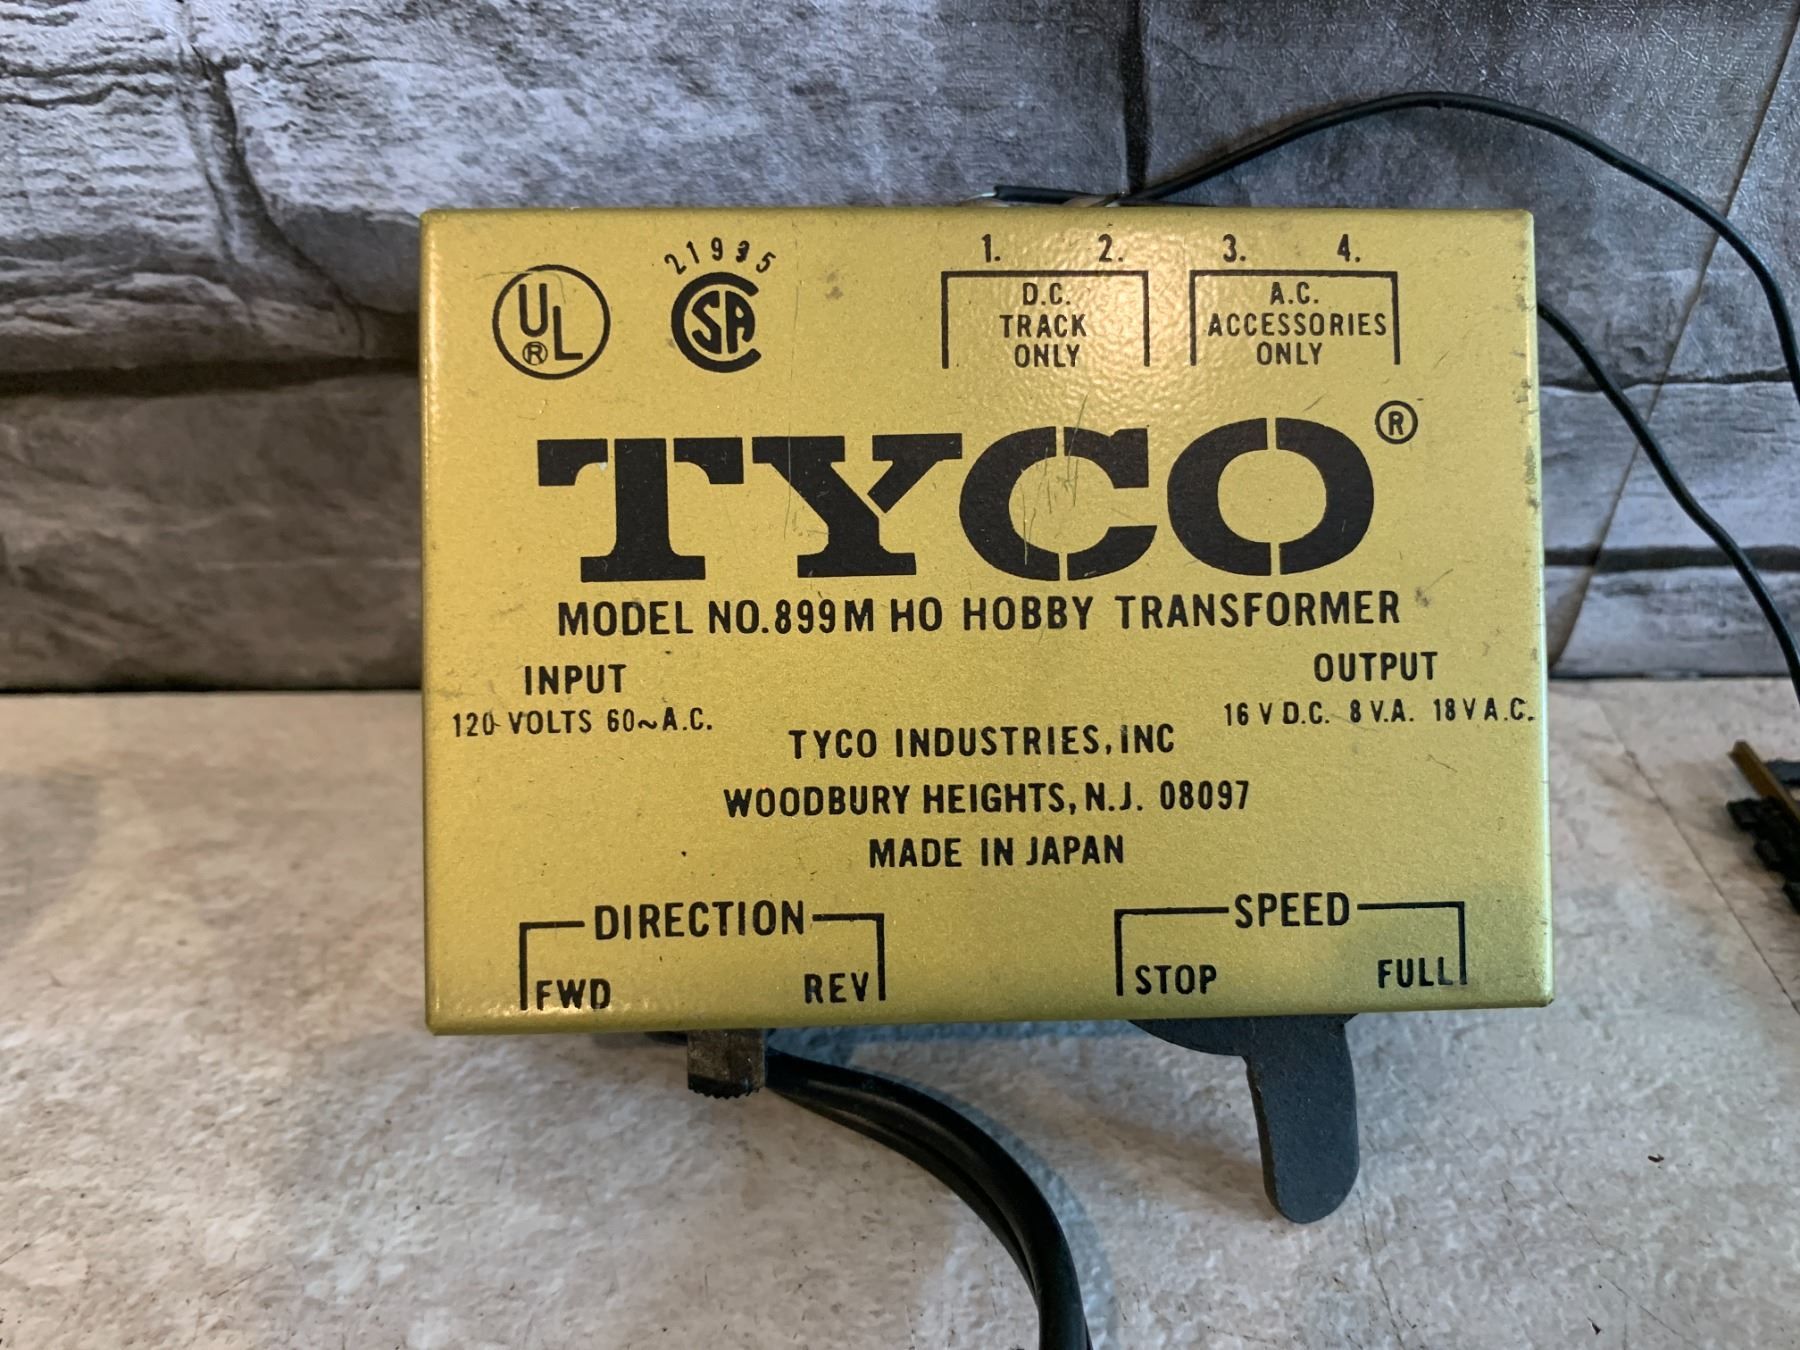 21935
UL®
CSA
1. 2. 3. 4.
D.C. TRACK ONLY
A.C. ACCESSORIES ONLY
TYCO®
MODEL NO. 899M HO HOBBY TRANSFORMER
INPUT
120 VOLTS 60~A.C.
OUTPUT
16 V D.C. 8 V.A. 18 V A.C.
TYCO INDUSTRIES, INC
WOODBURY HEIGHTS, N.J. 08097
MADE IN JAPAN
DIRECTION
FWD REV
SPEED
STOP FULL